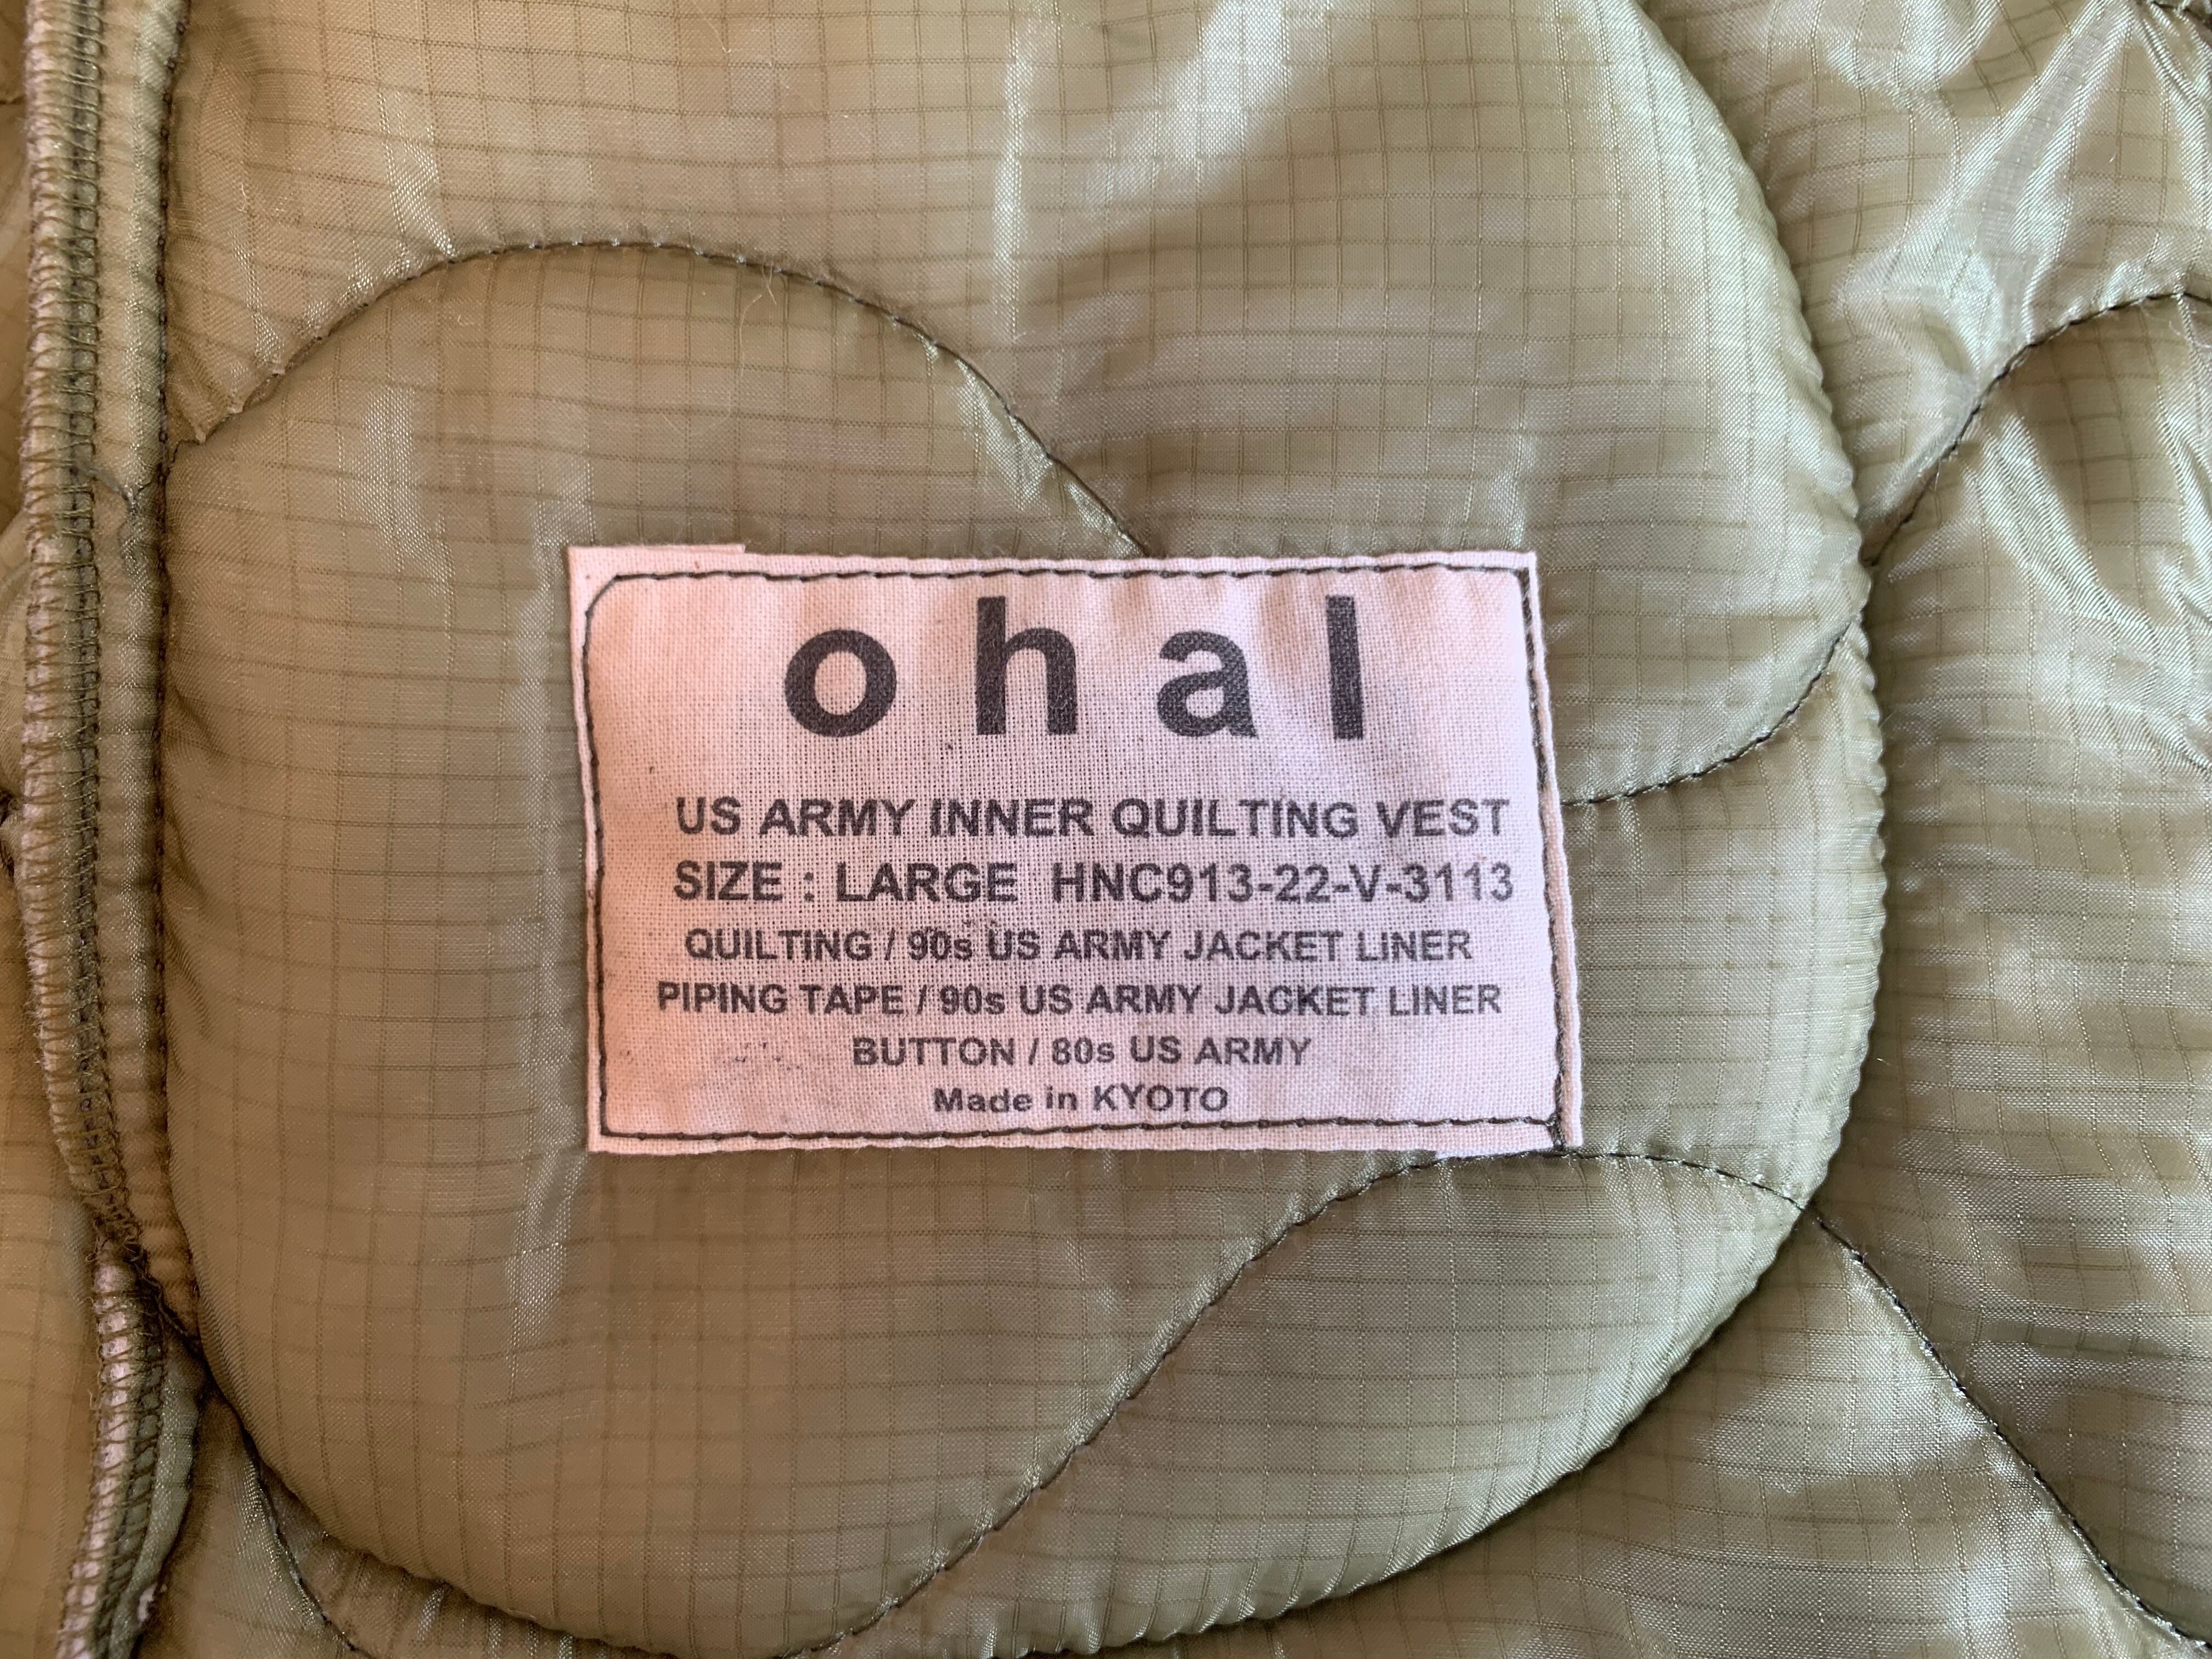 ohal
US ARMY INNER QUILTING VEST
SIZE : LARGE HNC913-22-V-3113
QUILTING / 90s US ARMY JACKET LINER
PIPING TAPE / 90s US ARMY JACKET LINER
BUTTON / 80s US ARMY
Made in KYOTO